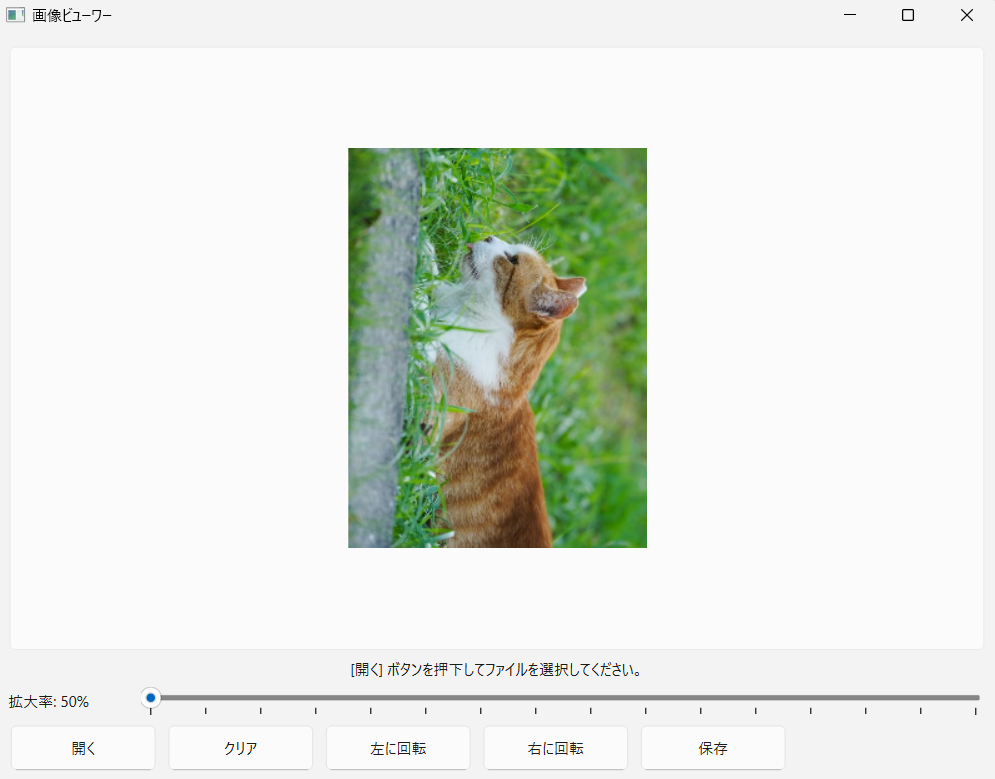 画像ビューワー
[開く] ボタンを押下してファイルを選択してください。
拡大率: 50%
開く
クリア
左に回転
右に回転
保存